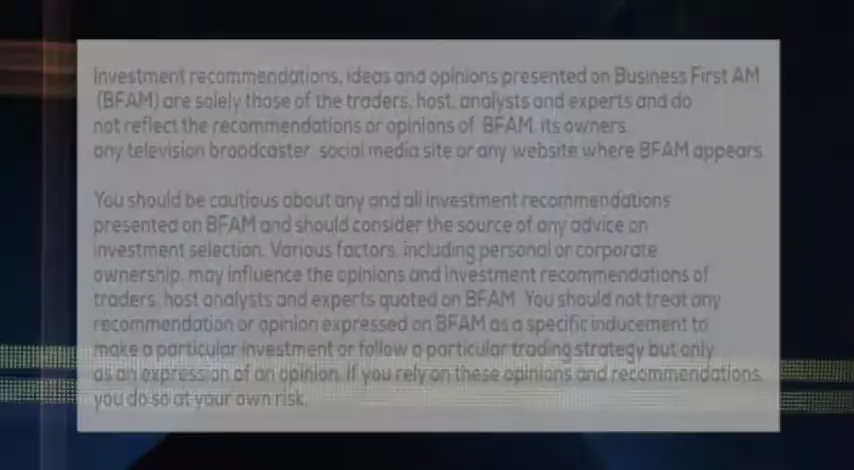 Investment recommendations, ideas and opinions presented on Business First AM
(BFAM) are solely those of the traders, host, analysts and experts and do
not reflect the recommendations or opinions of BFAM, its owners,
any television broadcaster, social media site or any website where BFAM appears.
You should be cautious about any and all investment recommendations
presented on BFAM and should consider the source of any advice on
investment selection. Various factors, including personal or corporate
ownership, may influence the opinions and investment recommendations of
traders, host analysts and experts quoted on BFAM. You should not treat any
recommendation or opinion expressed on BFAM as a specific inducement to
make a particular investment or follow a particular trading strategy but only
as an expression of an opinion. If you rely on these opinions and recommendations,
you do so at your own risk.